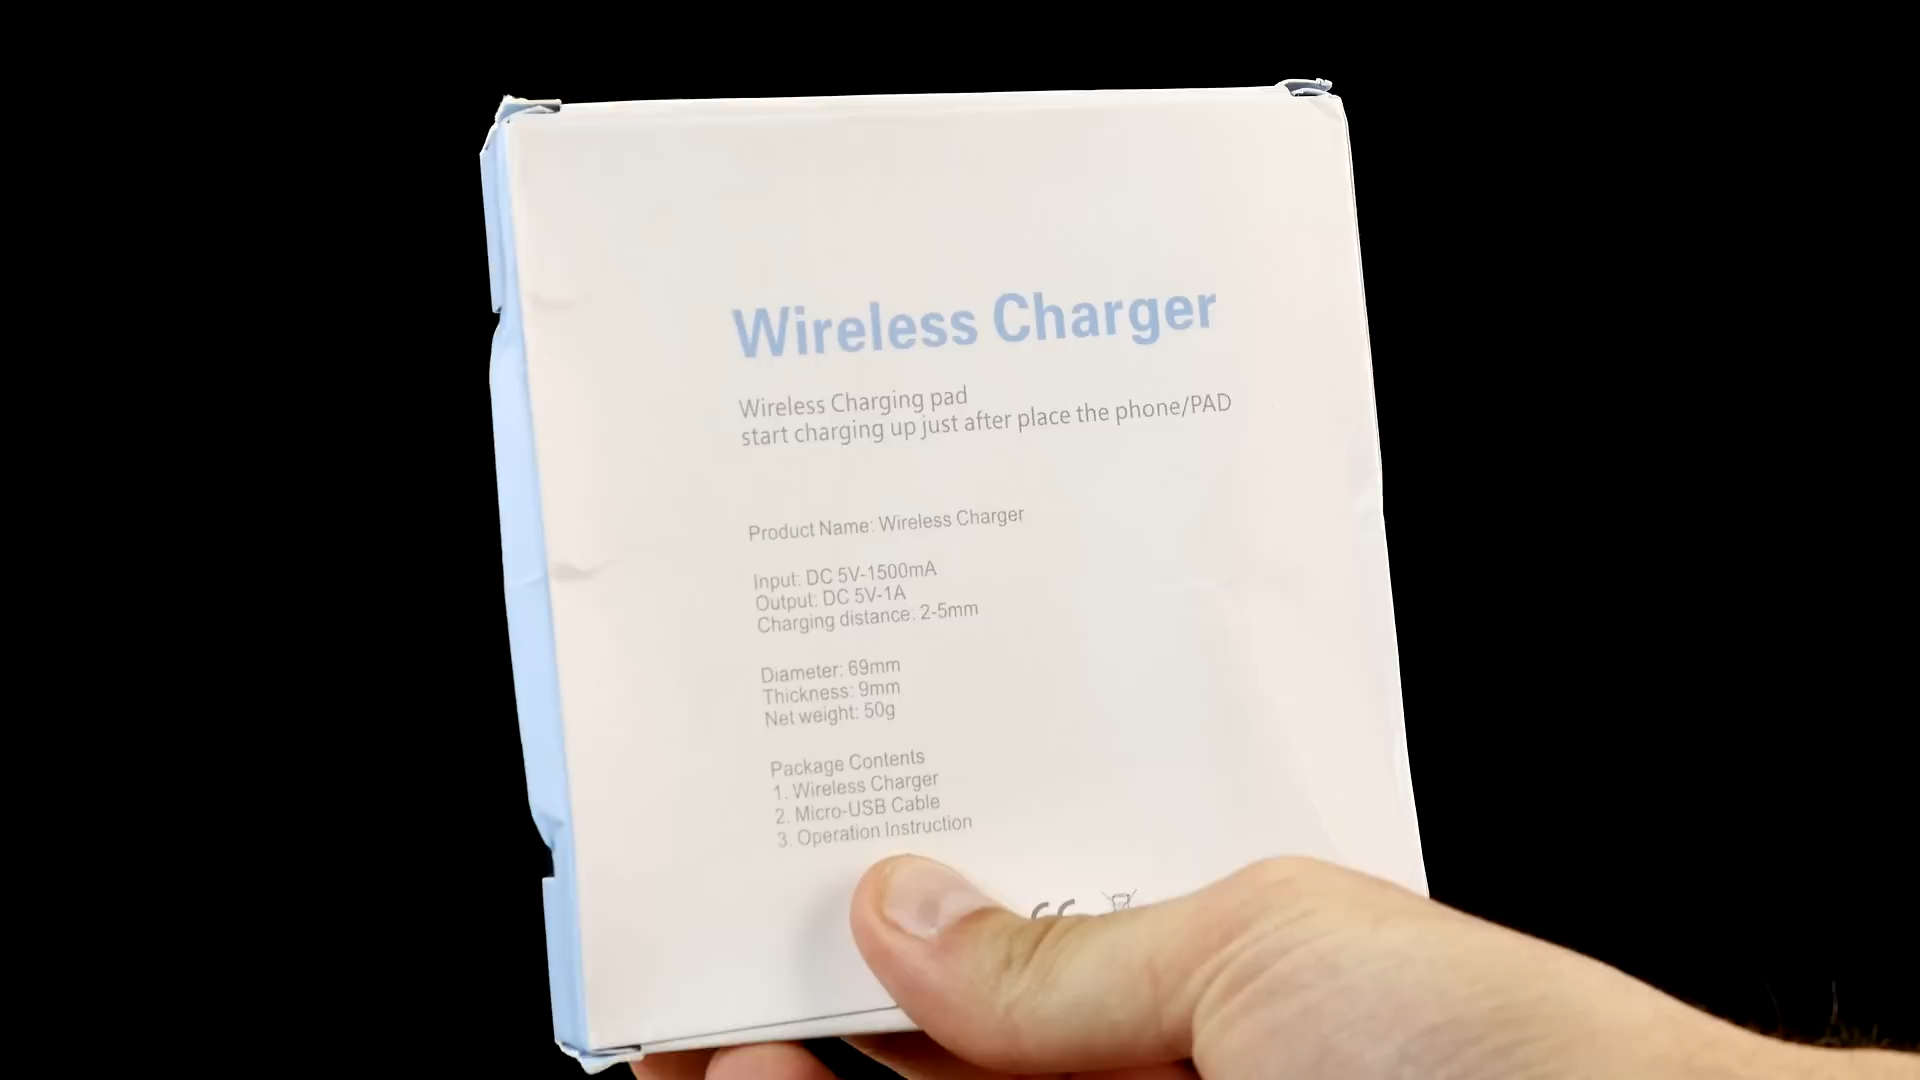 Wireless Charger
Wireless Charging pad
start charging up just after place the phone/PAD
Product Name: Wireless Charger
Input: DC 5V-1500mA
Output: DC 5V-1A
Charging distance: 2-5mm
Diameter: 69mm
Thickness: 9mm
Net weight: 50g
Package Contents
1. Wireless Charger
2. Micro-USB Cable
3. Operation Instruction
CE